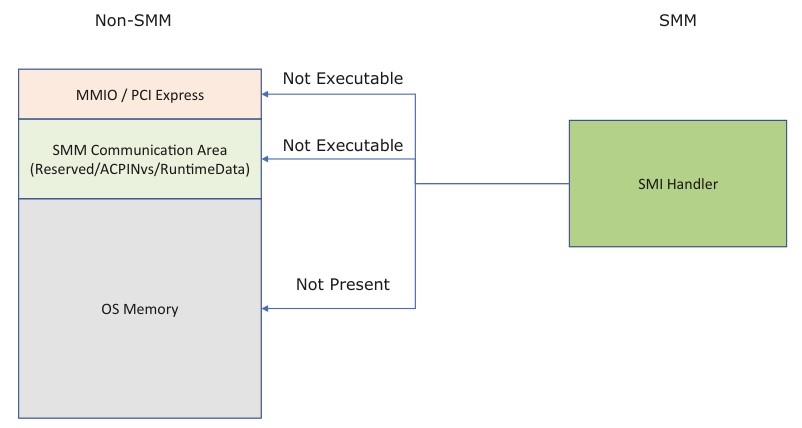 Non-SMM
SMM
Not Executable
MMIO / PCI Express
Not Executable
SMM Communication Area
(Reserved/ACPINvs/RuntimeData)
SMI Handler
Not Present
OS Memory